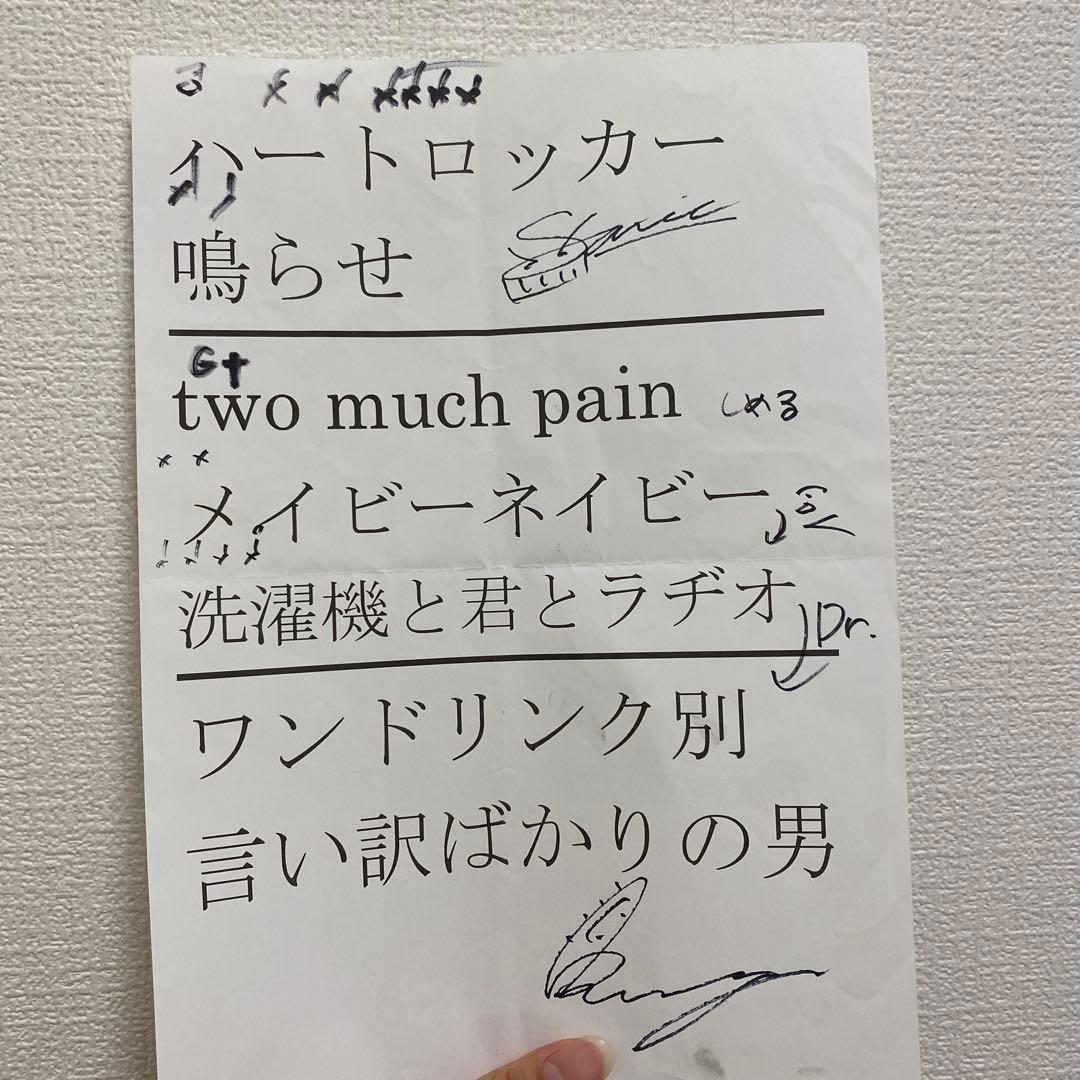 ハートロッカー
鳴らせ
Gt
two much pain しめる
メイビーネイビー
洗濯機と君とラヂオ
Dr.
ワンドリンク別
言い訳ばかりの男